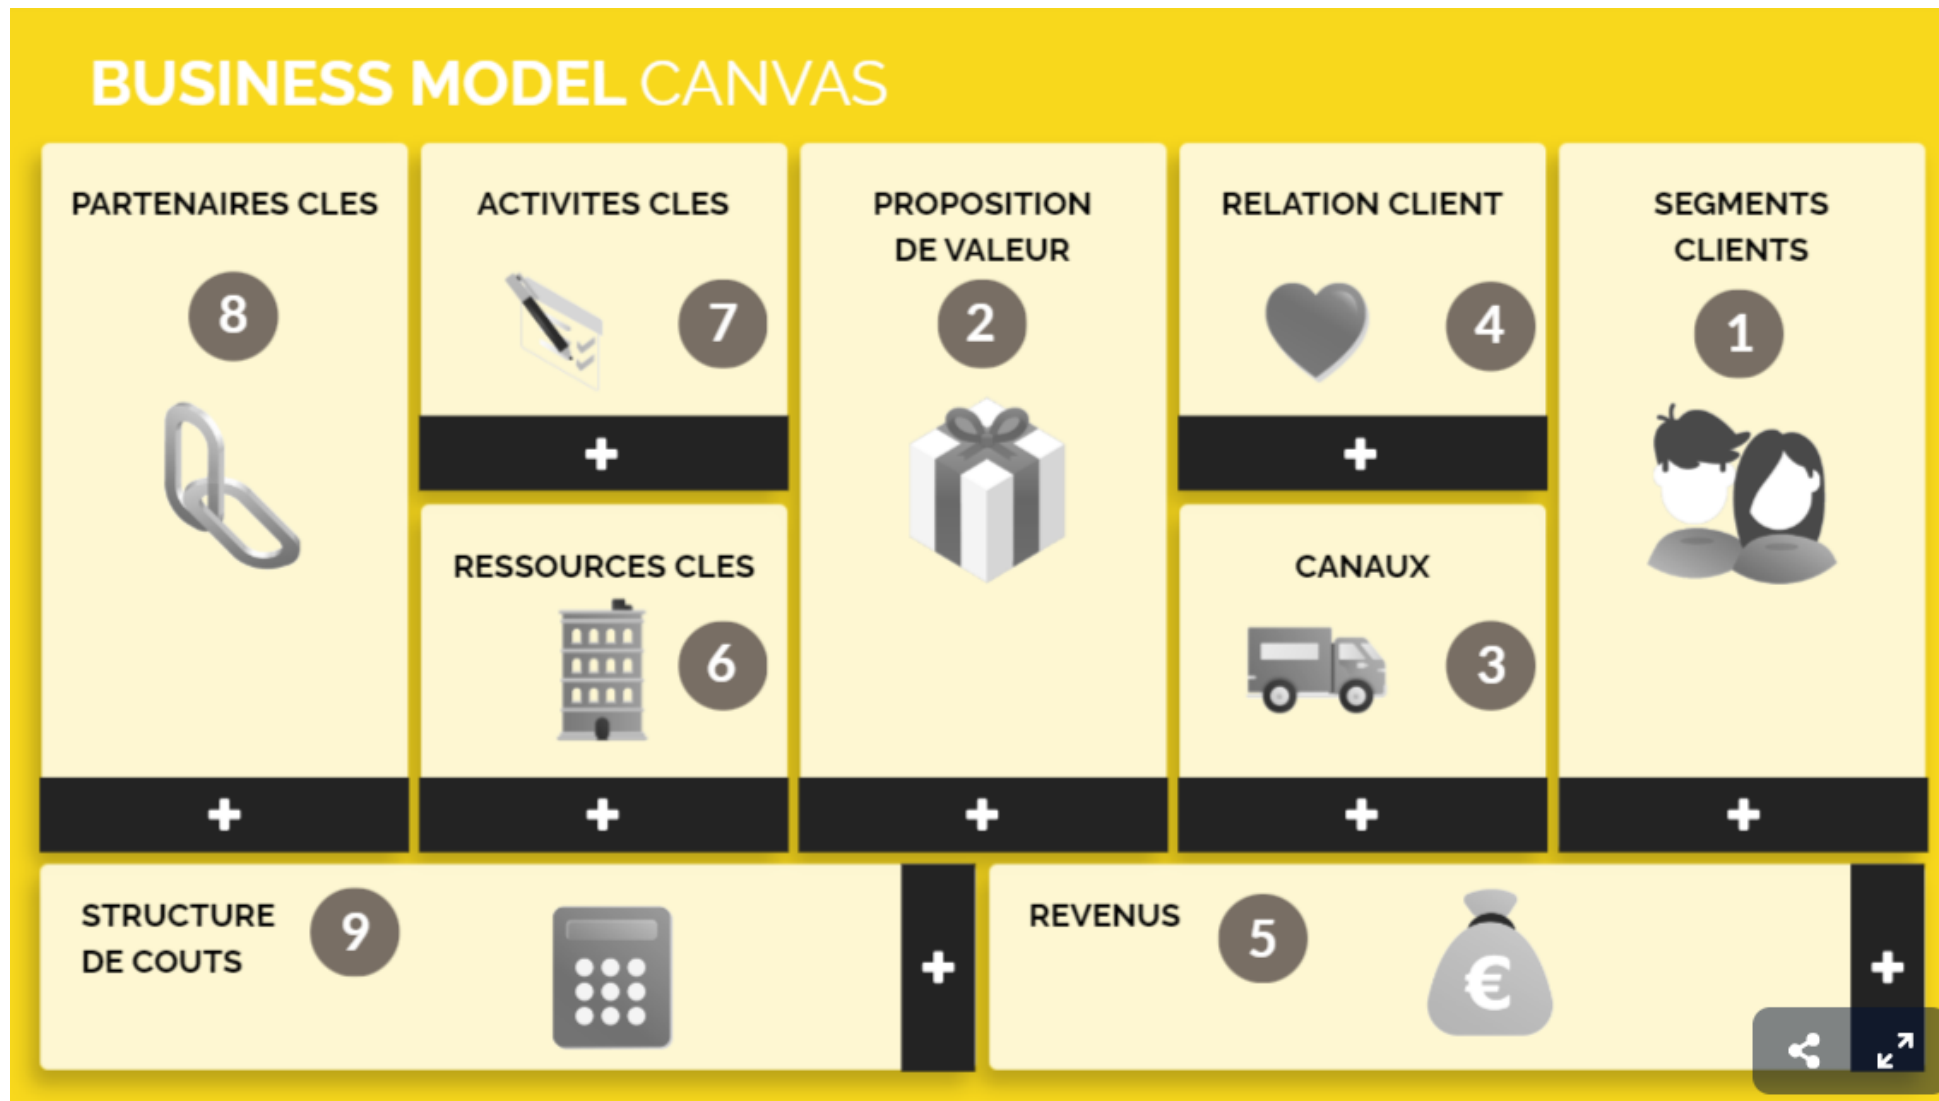 BUSINESS MODEL CANVAS
PARTENAIRES CLES
8
ACTIVITES CLES
7
RESSOURCES CLES
6
PROPOSITION
DE VALEUR
2
RELATION CLIENT
4
CANAUX
3
SEGMENTS
CLIENTS
1
STRUCTURE
DE COUTS
9
REVENUS
5
€